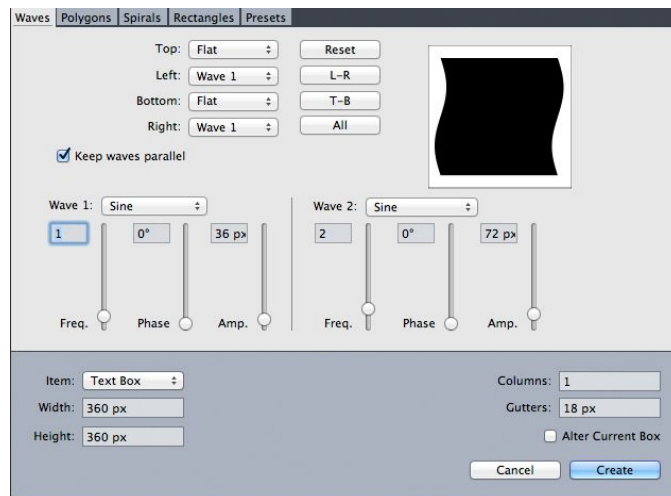 Waves Polygons Spirals Rectangles Presets
Top: Flat Reset
Left: Wave 1 L-R
Bottom: Flat T-B
Right: Wave 1 All
Keep waves parallel
Wave 1: Sine Wave 2: Sine
1 0° 36 px 2 0° 72 px
Freq. Phase Amp. Freq. Phase Amp.
Item: Text Box Columns: 1
Width: 360 px Gutters: 18 px
Height: 360 px Alter Current Box
Cancel Create